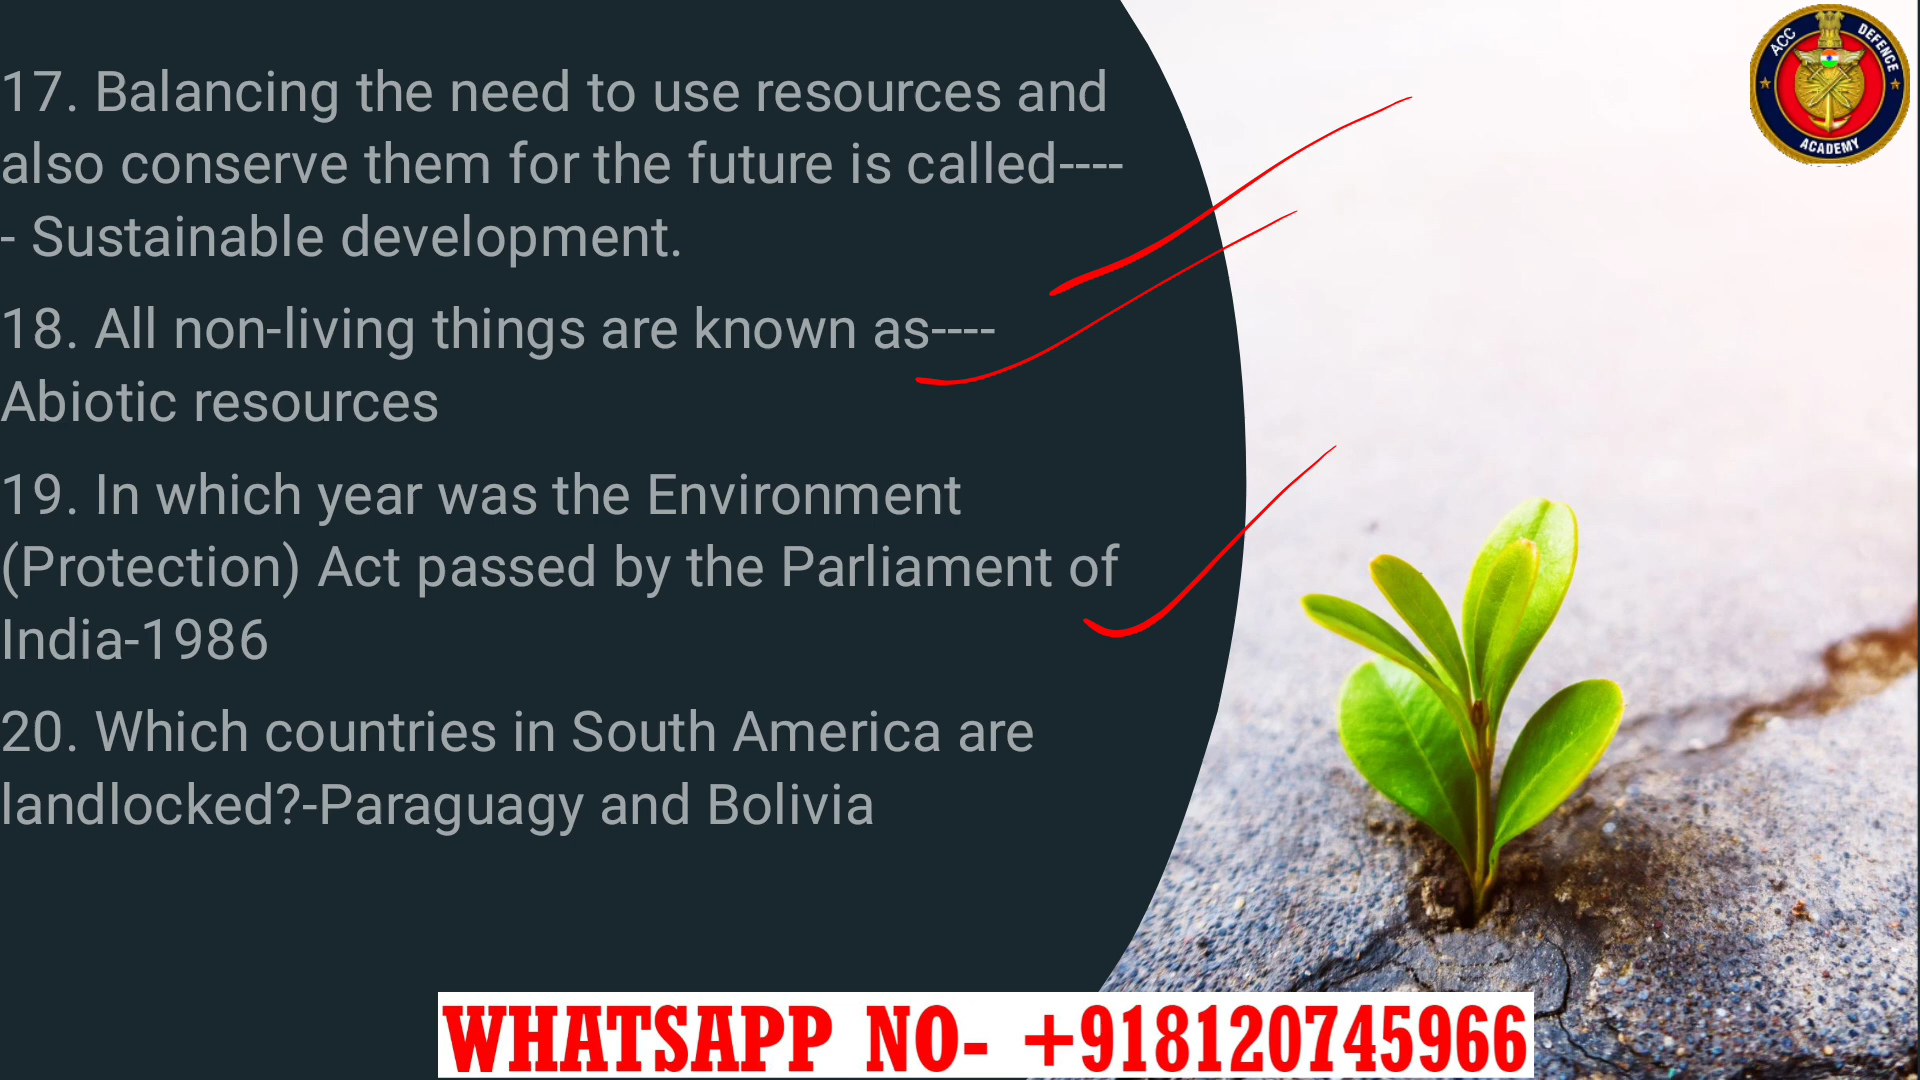 17. Balancing the need to use resources and
also conserve them for the future is called----
- Sustainable development.
18. All non-living things are known as----
Abiotic resources
19. In which year was the Environment
(Protection) Act passed by the Parliament of
India-1986
20. Which countries in South America are
landlocked?-Paraguagy and Bolivia
ACC DEFENCE
ACADEMY
WHATSAPP NO- +918120745966